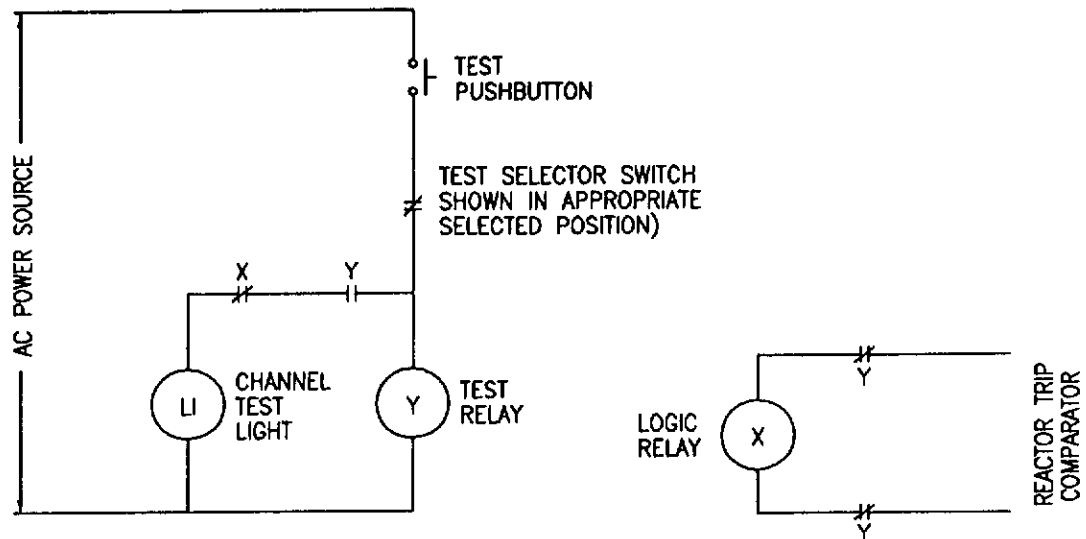 AC POWER SOURCE
TEST
PUSHBUTTON
TEST SELECTOR SWITCH
SHOWN IN APPROPRIATE
SELECTED POSITION)
X
Y
LI
CHANNEL
TEST
LIGHT
Y
TEST
RELAY
LOGIC
RELAY
X
Y
Y
REACTOR TRIP
COMPARATOR